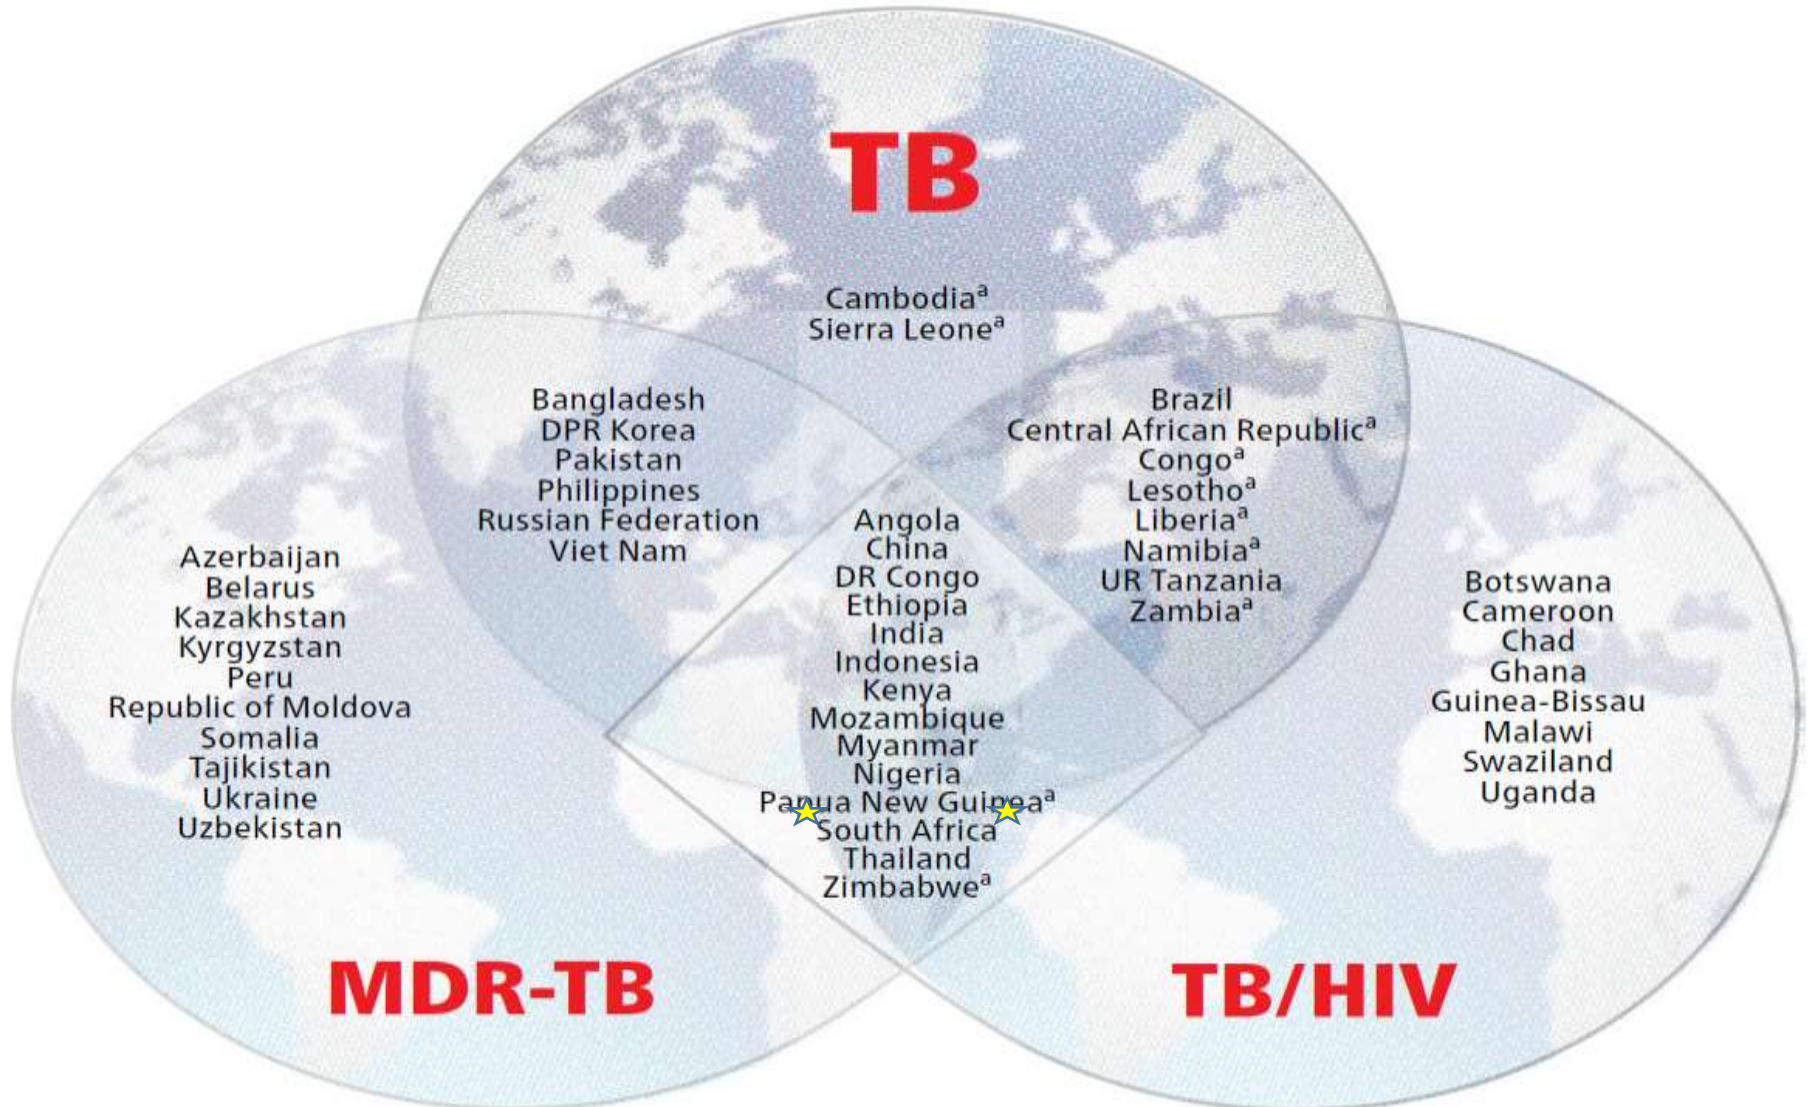 TB
Cambodiaᵃ
Sierra Leoneᵃ
Bangladesh
DPR Korea
Pakistan
Philippines
Russian Federation
Viet Nam
Brazil
Central African Republicᵃ
Congoᵃ
Lesothoᵃ
Liberiaᵃ
Namibiaᵃ
UR Tanzania
Zambiaᵃ
Angola
China
DR Congo
Ethiopia
India
Indonesia
Kenya
Mozambique
Myanmar
Nigeria
Papua New Guineaᵃ
South Africa
Thailand
Zimbabweᵃ
Azerbaijan
Belarus
Kazakhstan
Kyrgyzstan
Peru
Republic of Moldova
Somalia
Tajikistan
Ukraine
Uzbekistan
Botswana
Cameroon
Chad
Ghana
Guinea-Bissau
Malawi
Swaziland
Uganda
MDR-TB
TB/HIV